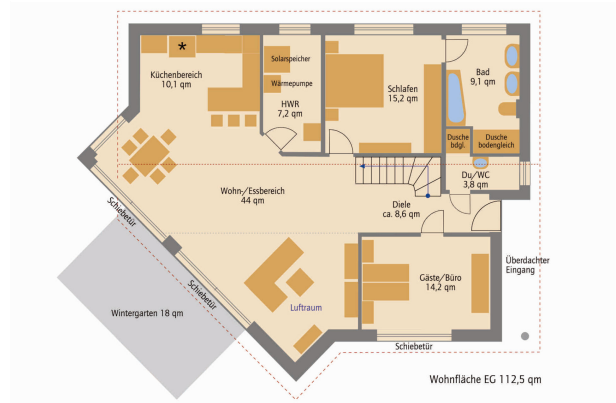 *
Küchenbereich
10,1 qm
Solarspeicher
Wärmepumpe
HWR
7,2 qm
Schlafen
15,2 qm
Bad
9,1 qm
Dusche
bdgl.
Dusche
bodengleich
Du/WC
3,8 qm
Wohn-/Essbereich
44 qm
Diele
ca. 8,6 qm
Schiebetür
Schiebetür
Wintergarten 18 qm
Luftraum
Gäste/Büro
14,2 qm
Überdachter
Eingang
Schiebetür
Wohnfläche EG 112,5 qm